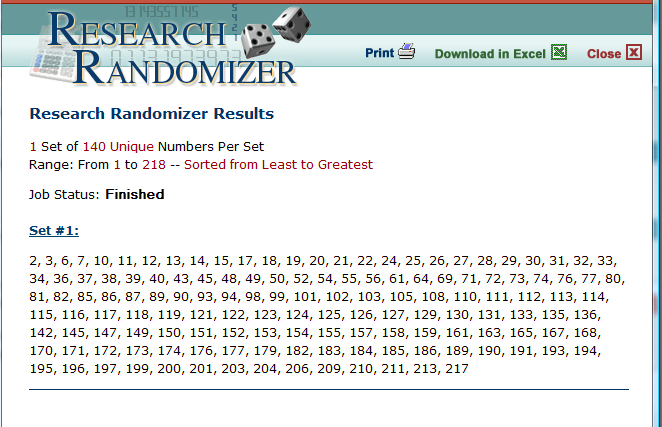 RESEARCH
RANDOMIZER
Print
Download in Excel
Close
Research Randomizer Results
1 Set of 140 Unique Numbers Per Set
Range: From 1 to 218 -- Sorted from Least to Greatest
Job Status: Finished
Set #1:
2, 3, 6, 7, 10, 11, 12, 13, 14, 15, 17, 18, 19, 20, 21, 22, 24, 25, 26, 27, 28, 29, 30, 31, 32, 33,
34, 36, 37, 38, 39, 40, 43, 45, 48, 49, 50, 52, 54, 55, 56, 61, 64, 69, 71, 72, 73, 74, 76, 77, 80,
81, 82, 85, 86, 87, 89, 90, 93, 94, 98, 99, 101, 102, 103, 105, 108, 110, 111, 112, 113, 114,
115, 116, 117, 118, 119, 121, 122, 123, 124, 125, 126, 127, 129, 130, 131, 133, 135, 136,
142, 145, 147, 149, 150, 151, 152, 153, 154, 155, 157, 158, 159, 161, 163, 165, 167, 168,
170, 171, 172, 173, 174, 176, 177, 179, 182, 183, 184, 185, 186, 189, 190, 191, 193, 194,
195, 196, 197, 199, 200, 201, 203, 204, 206, 209, 210, 211, 213, 217